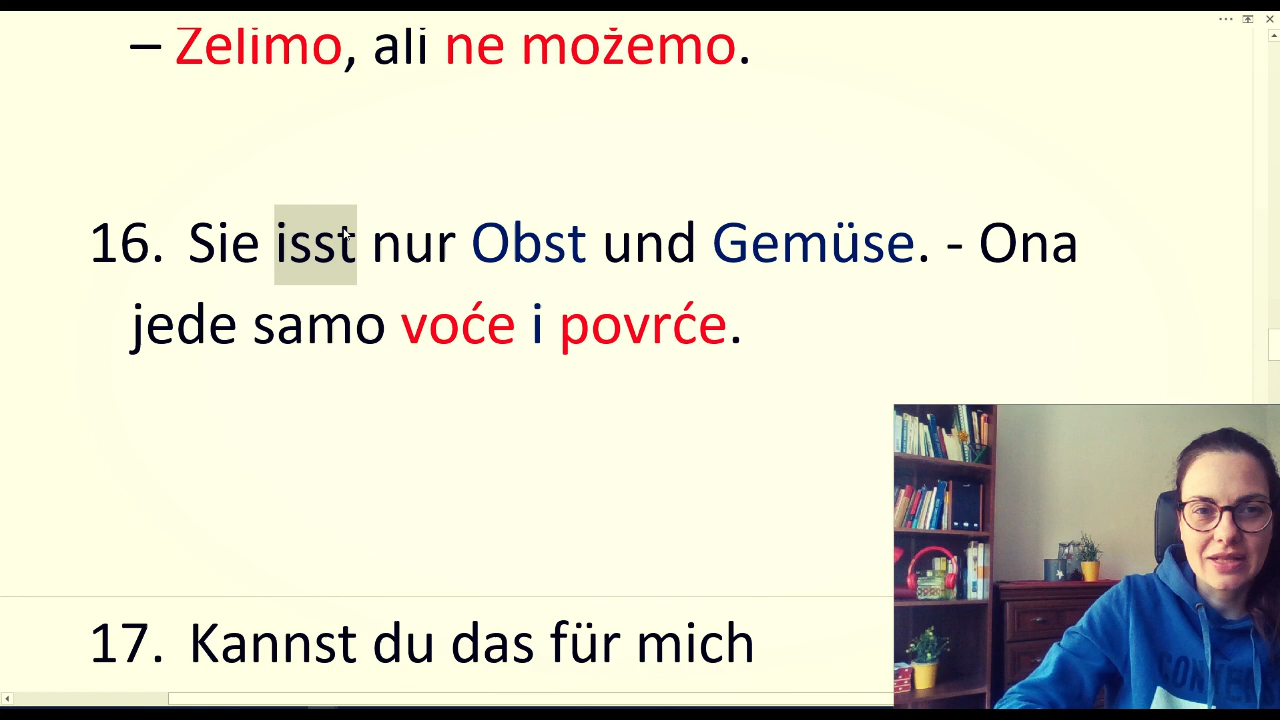 – Želimo, ali ne možemo.
16. Sie isst nur Obst und Gemüse. - Ona
jede samo voće i povrće.
17. Kannst du das für mich